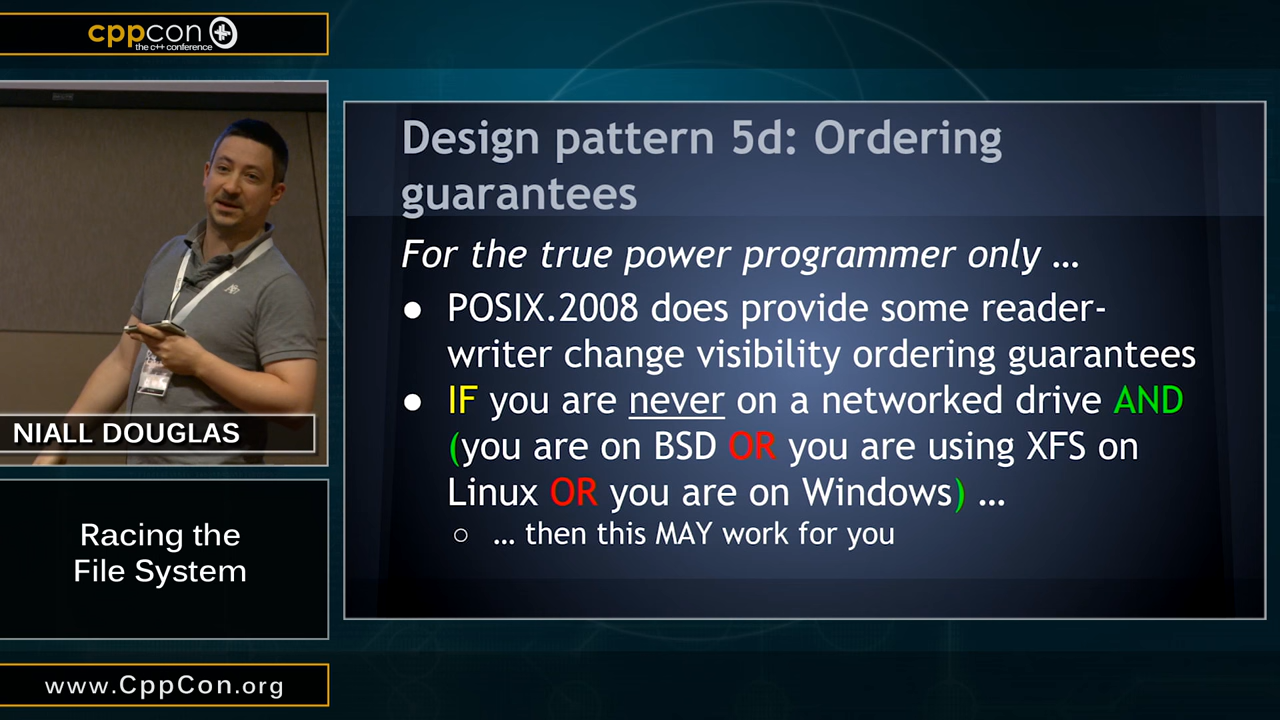 cppcon
the c++ conference
NIALL DOUGLAS
Racing the
File System
www.CppCon.org
Design pattern 5d: Ordering
guarantees
For the true power programmer only …
● POSIX.2008 does provide some reader-
writer change visibility ordering guarantees
● IF you are never on a networked drive AND
(you are on BSD OR you are using XFS on
Linux OR you are on Windows) …
○ … then this MAY work for you